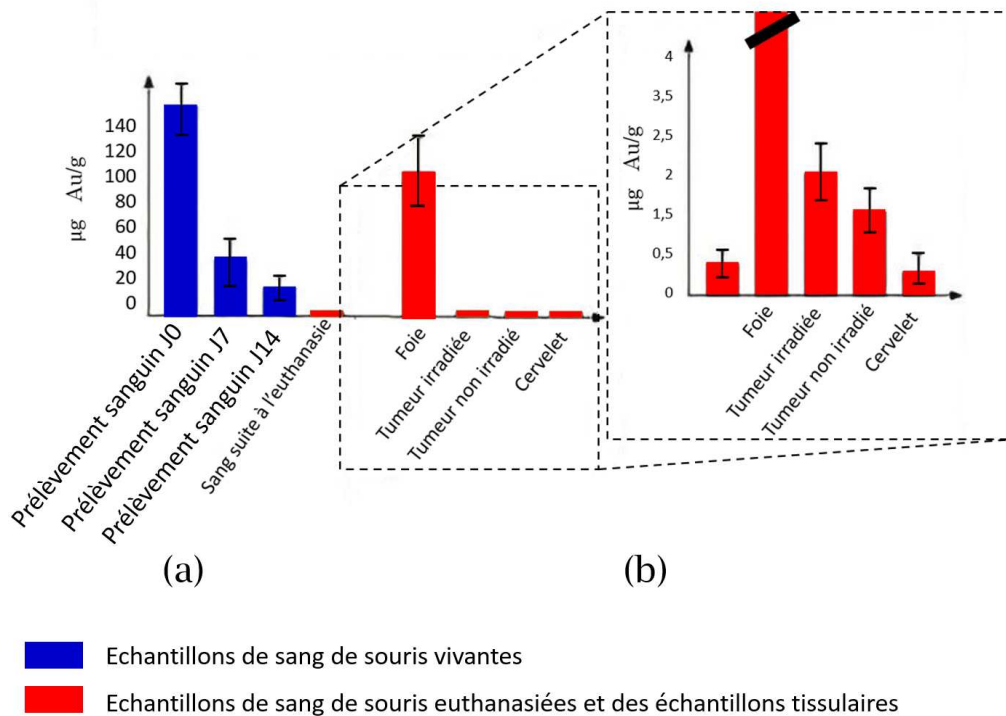 µg Au/g
140
120
100
80
60
40
20
0
Prélèvement sanguin J0
Prélèvement sanguin J7
Prélèvement sanguin J14
Sang suite à l'euthanasie
Foie
Tumeur irradiée
Tumeur non irradié
Cervelet
(a)
µg Au/g
4
3,5
2,5
2
1,5
0,5
0
Foie
Tumeur irradiée
Tumeur non irradié
Cervelet
(b)
Echantillons de sang de souris vivantes
Echantillons de sang de souris euthanasiées et des échantillons tissulaires